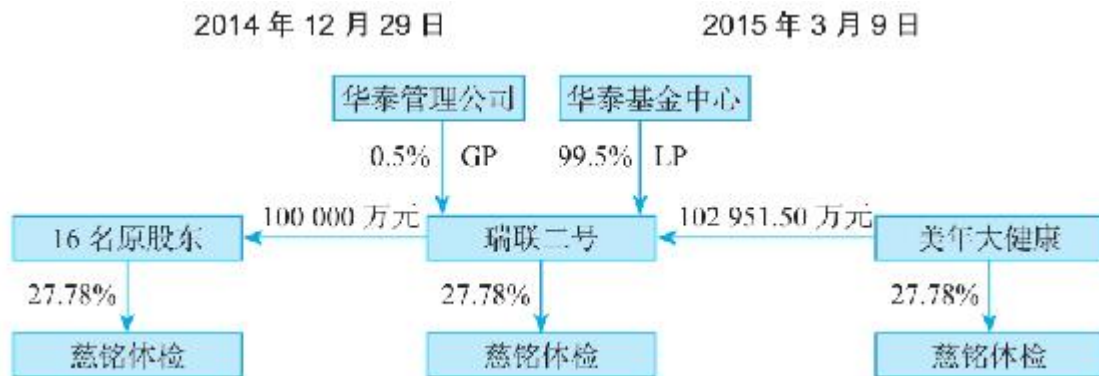 2014 年 12 月 29 日 2015 年 3 月 9 日
华泰管理公司 华泰基金中心
0.5% GP 99.5% LP
16 名原股东 100 000 万元 瑞联二号 102 951.50 万元 美年大健康
27.78% 27.78% 27.78%
慈铭体检 慈铭体检 慈铭体检